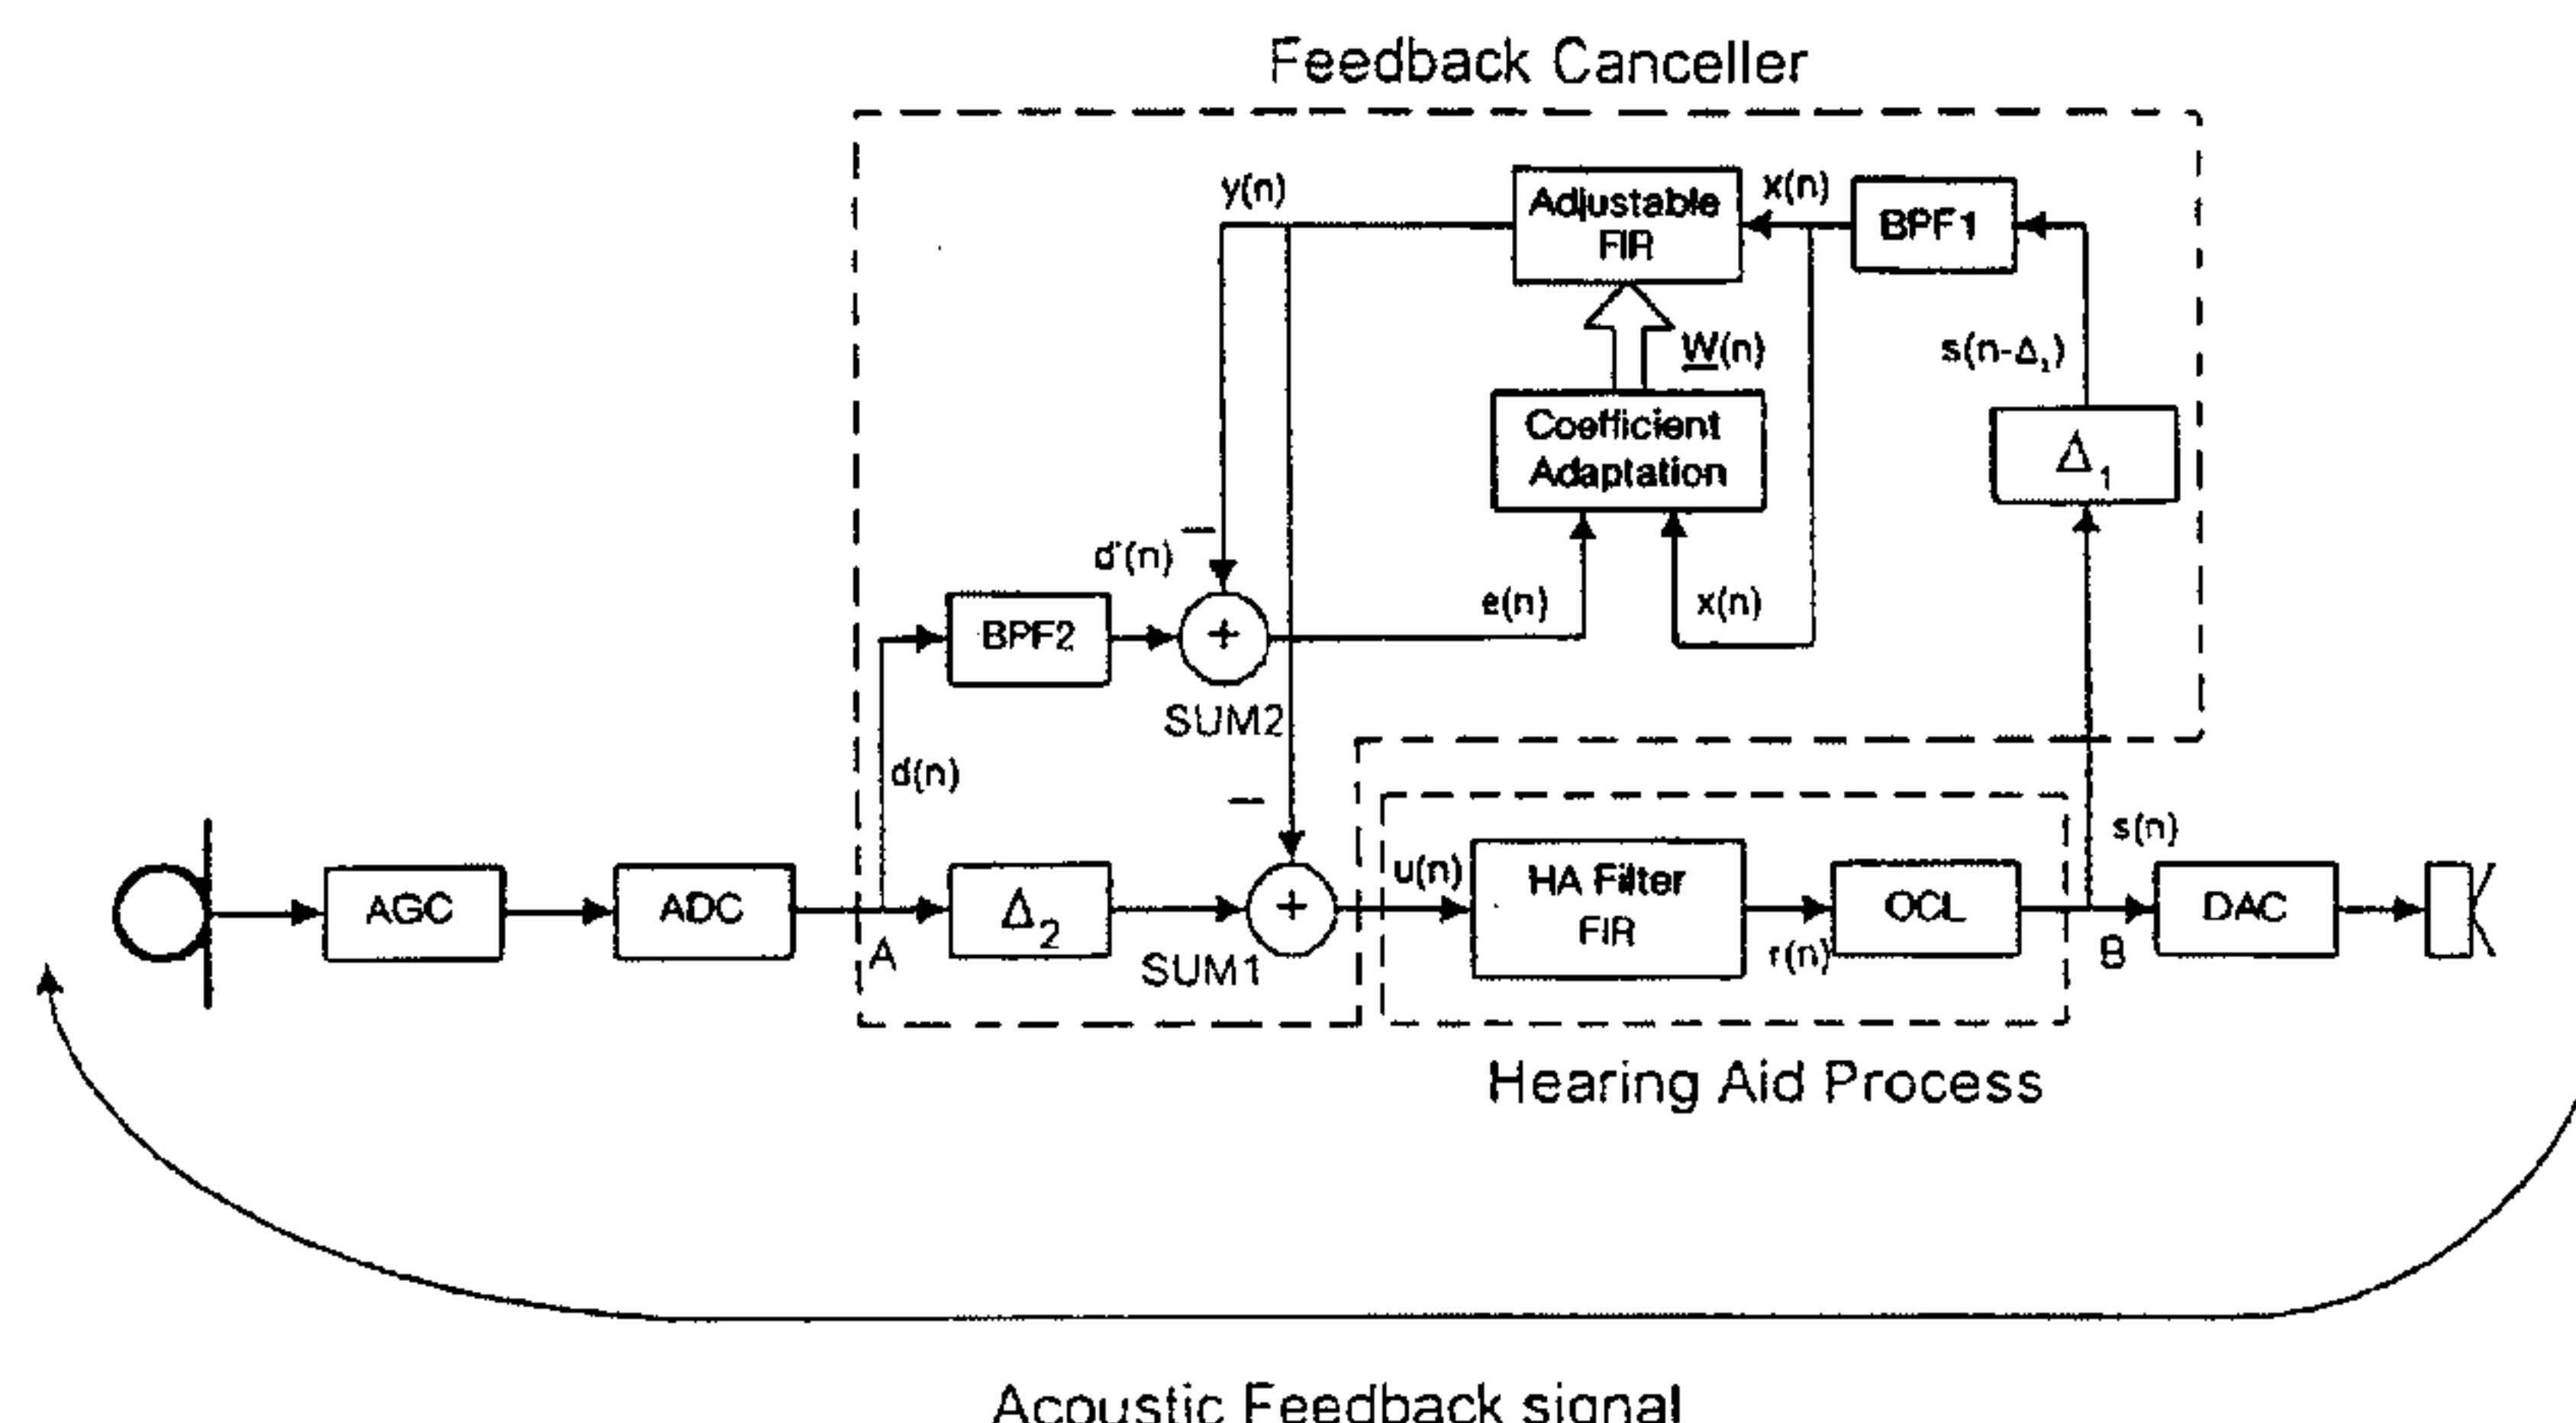 Feedback Canceller
y(n)
Adjustable
FIR
x(n)
BPF1
W(n)
s(n-Δ₁)
Coefficient
Adaptation
Δ₁
d'(n)
−
BPF2
+
e(n)
x(n)
SUM2
d(n)
−
s(n)
AGC
ADC
A
Δ₂
+
SUM1
u(n)
HA Filter
FIR
r(n)
OCL
B
DAC
Hearing Aid Process
Acoustic Feedback signal